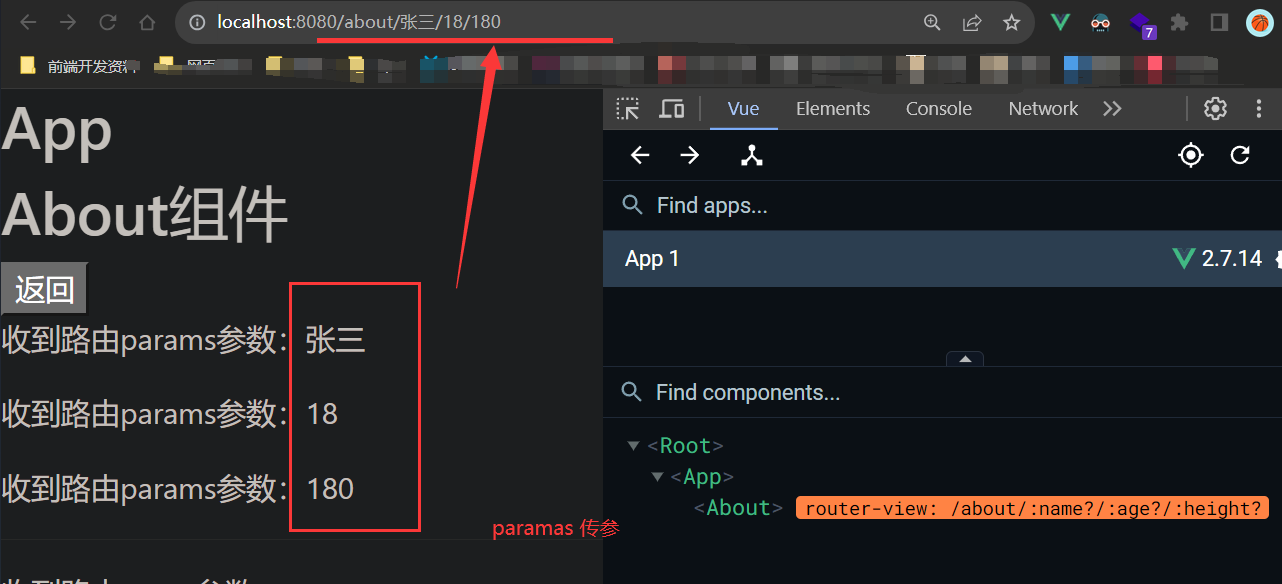 localhost:8080/about/张三/18/180
7
前端开发资料
App
About组件
返回
收到路由params参数：张三
收到路由params参数：18
收到路由params参数：180
paramas 传参
Vue Elements Console Network
Find apps...
App 1 2.7.14
Find components...
<Root>
<App>
<About> router-view: /about/:name?/:age?/:height?